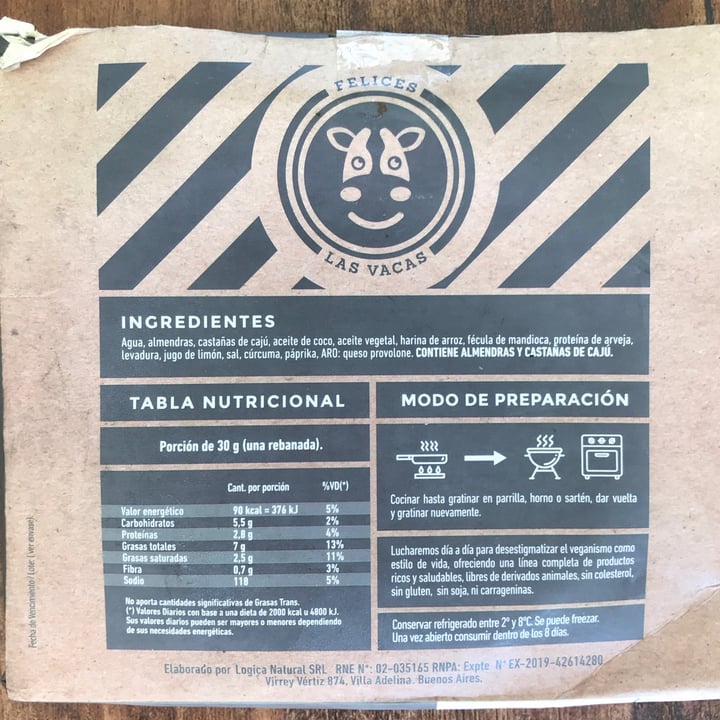 FELICES
LAS VACAS
INGREDIENTES
Agua, almendras, castañas de cajú, aceite de coco, aceite vegetal, harina de arroz, fécula de mandioca, proteína de arveja,
levadura, jugo de limón, sal, cúrcuma, páprika, ARO: queso provolone. CONTIENE ALMENDRAS Y CASTAÑAS DE CAJÚ.
TABLA NUTRICIONAL
Porción de 30 g (una rebanada).
Cant. por porción %VD(*)
Valor energético 90 kcal = 376 kJ 5%
Carbohidratos 5,5 g 2%
Proteínas 2,8 g 4%
Grasas totales 7 g 13%
Grasas saturadas 2,5 g 11%
Fibra 0,7 g 3%
Sodio 118 5%
No aporta cantidades significativas de Grasas Trans.
(*) Valores Diarios con base a una dieta de 2000 kcal u 4800 kJ.
Sus valores diarios pueden ser mayores o menores dependiendo
de sus necesidades energéticas.
MODO DE PREPARACIÓN
Cocinar hasta gratinar en parrilla, horno o sartén, dar vuelta
y gratinar nuevamente.
Lucharemos día a día para desestigmatizar el veganismo como
estilo de vida, ofreciendo una línea completa de productos
ricos y saludables, libres de derivados animales, sin colesterol,
sin gluten, sin soja, ni carrageninas.
Conservar refrigerado entre 2° y 8°C. Se puede freezar.
Una vez abierto consumir dentro de los 8 días.
Fecha de Vencimiento / Lote: ( ver envase).
Elaborado por Logica Natural SRL RNE N°: 02-035165 RNPA: Expte N° EX-2019-42614280
Virrey Vértiz 874, Villa Adelina. Buenos Aires.